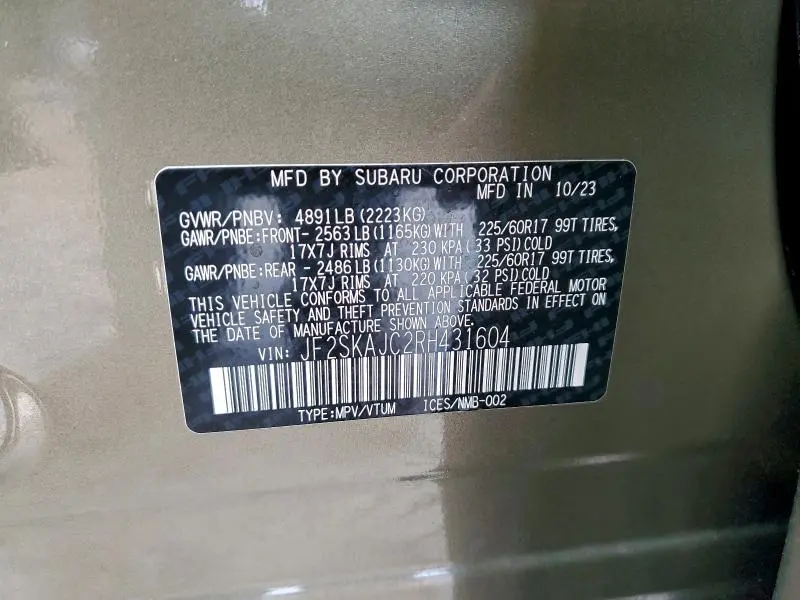 MFD BY SUBARU CORPORATION
MFD IN 10/23
GVWR/PNBV: 4891LB(2223KG)
GAWR/PNBE:FRONT- 2563LB(1165KG)WITH 225/60R17 99T TIRES,
17X7J RIMS AT 230 KPA(33 PSI)COLD
GAWR/PNBE:REAR - 2486LB(1130KG)WITH 225/60R17 99T TIRES,
17X7J RIMS AT 220 KPA(32 PSI)COLD
THIS VEHICLE CONFORMS TO ALL APPLICABLE FEDERAL MOTOR
VEHICLE SAFETY AND THEFT PREVENTION STANDARDS IN EFFECT ON
THE DATE OF MANUFACTURE SHOWN ABOVE.
VIN: JF2SKAJC2RH431604
TYPE:MPV/VTUM ICES/NMB-002